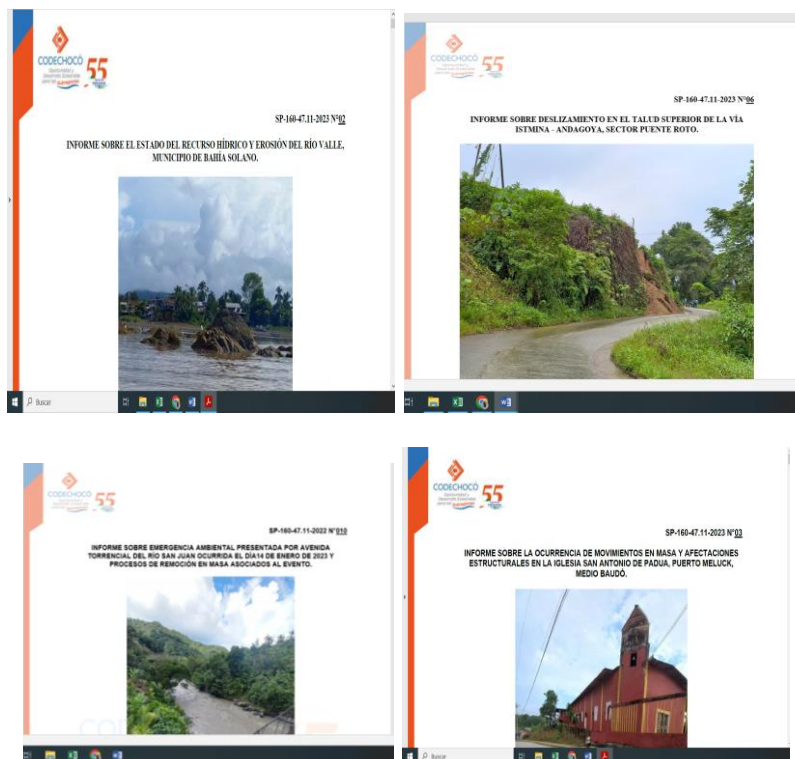 CODECHOCÓ
55
SP-160-47.11-2023 N°02
INFORME SOBRE EL ESTADO DEL RECURSO HÍDRICO Y EROSIÓN DEL RÍO VALLE,
MUNICIPIO DE BAHÍA SOLANO.
Buscar
CODECHOCÓ
55
SP-160-47.11-2023 N°06
INFORME SOBRE DESLIZAMIENTO EN EL TALUD SUPERIOR DE LA VÍA
ISTMINA - ANDAGOYA, SECTOR PUENTE ROTO.
CODECHOCÓ
55
SP-160-47.11-2022 N°010
INFORME SOBRE EMERGENCIA AMBIENTAL PRESENTADA POR AVENIDA
TORRENCIAL DEL RÍO SAN JUAN OCURRIDA EL DÍA14 DE ENERO DE 2023 Y
PROCESOS DE REMOCIÓN EN MASA ASOCIADOS AL EVENTO.
CODECHOCÓ
55
SP-160-47.11-2023 N°03
INFORME SOBRE LA OCURRENCIA DE MOVIMIENTOS EN MASA Y AFECTACIONES
ESTRUCTURALES EN LA IGLESIA SAN ANTONIO DE PADUA, PUERTO MELUCK,
MEDIO BAUDÓ.
Buscar